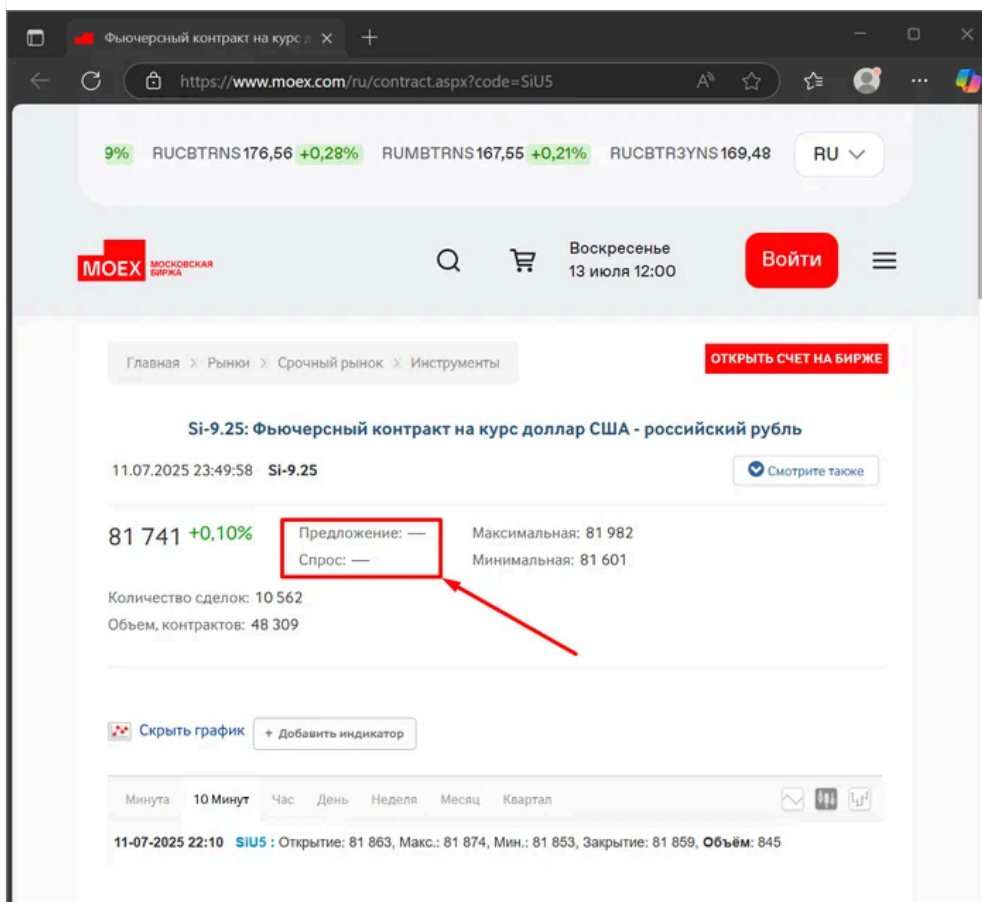 Фьючерсный контракт на курс д
https://www.moex.com/ru/contract.aspx?code=SiU5
9% RUCBTRNS 176,56 +0,28% RUMBTRNS 167,55 +0,21% RUCBTR3YNS 169,48 RU
MOEX МОСКОВСКАЯ БИРЖА
Воскресенье
13 июля 12:00
Войти
Главная > Рынки > Срочный рынок > Инструменты
ОТКРЫТЬ СЧЕТ НА БИРЖЕ
Si-9.25: Фьючерсный контракт на курс доллар США - российский рубль
11.07.2025 23:49:58 Si-9.25
Смотрите также
81 741 +0,10%
Предложение: —
Спрос: —
Максимальная: 81 982
Минимальная: 81 601
Количество сделок: 10 562
Объем, контрактов: 48 309
Скрыть график
+ Добавить индикатор
Минута 10 Минут Час День Неделя Месяц Квартал
11-07-2025 22:10 SiU5 : Открытие: 81 863, Макс.: 81 874, Мин.: 81 853, Закрытие: 81 859, Объём: 845